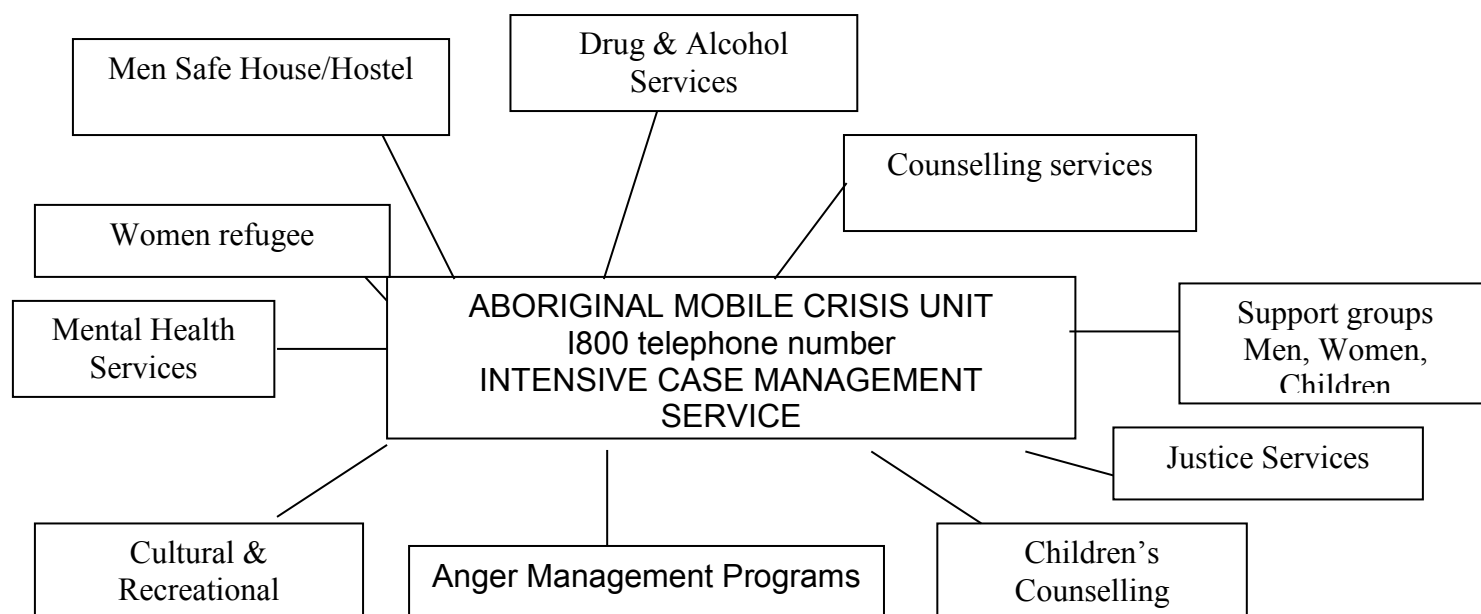 Men Safe House/Hostel
Drug & Alcohol
Services
Counselling services
Women refugee
Mental Health
Services
ABORIGINAL MOBILE CRISIS UNIT
I800 telephone number
INTENSIVE CASE MANAGEMENT
SERVICE
Support groups
Men, Women,
Children
Justice Services
Cultural &
Recreational
Anger Management Programs
Children’s
Counselling